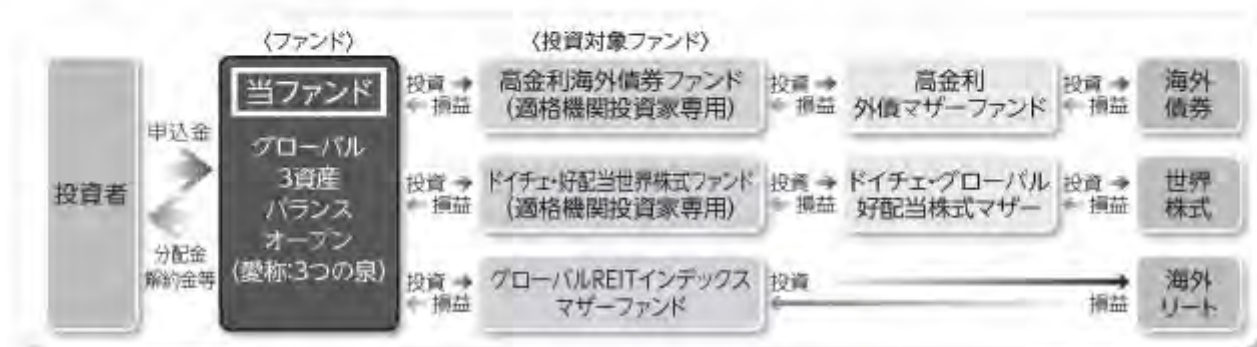 〈ファンド〉
〈投資対象ファンド〉
投資者
申込金
分配金
解約金等
当ファンド
グローバル
3資産
バランス
オープン
(愛称:3つの泉)
投資
損益
高金利海外債券ファンド
(適格機関投資家専用)
投資
損益
高金利
外債マザーファンド
投資
損益
海外
債券
投資
損益
ドイチェ・好配当世界株式ファンド
(適格機関投資家専用)
投資
損益
ドイチェ・グローバル
好配当株式マザー
投資
損益
世界
株式
投資
損益
グローバルREITインデックス
マザーファンド
投資
損益
海外
リート